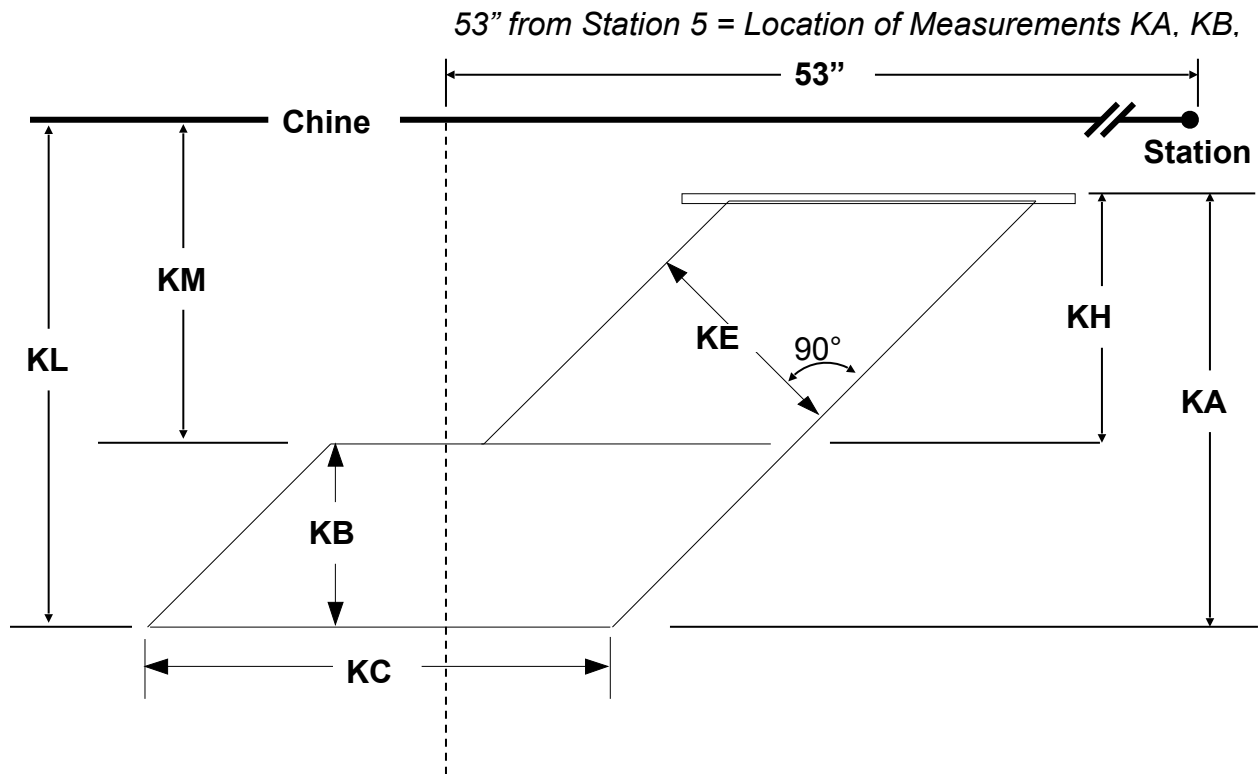 53” from Station 5 = Location of Measurements KA, KB,
53”
Chine
Station
KM
KH
KE
90°
KL
KA
KB
KC